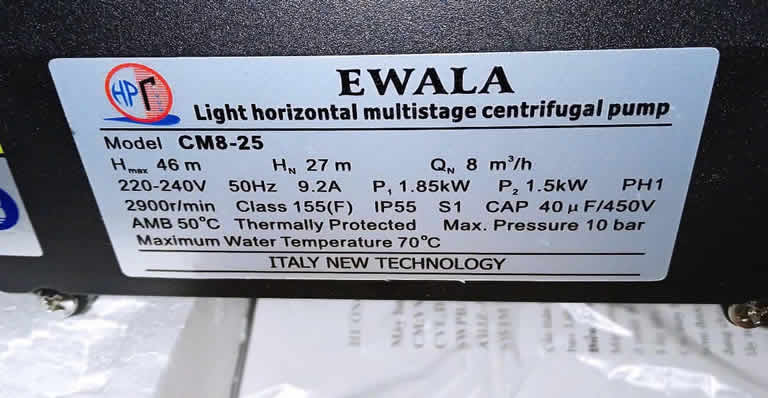 HPT
EWALA
Light horizontal multistage centrifugal pump
Model CM8-25
Hmax 46 m HN 27 m QN 8 m³/h
220-240V 50Hz 9.2A P1 1.85kW P2 1.5kW PH1
2900r/min Class 155(F) IP55 S1 CAP 40μF/450V
AMB 50°C Thermally Protected Max. Pressure 10 bar
Maximum Water Temperature 70°C
ITALY NEW TECHNOLOGY